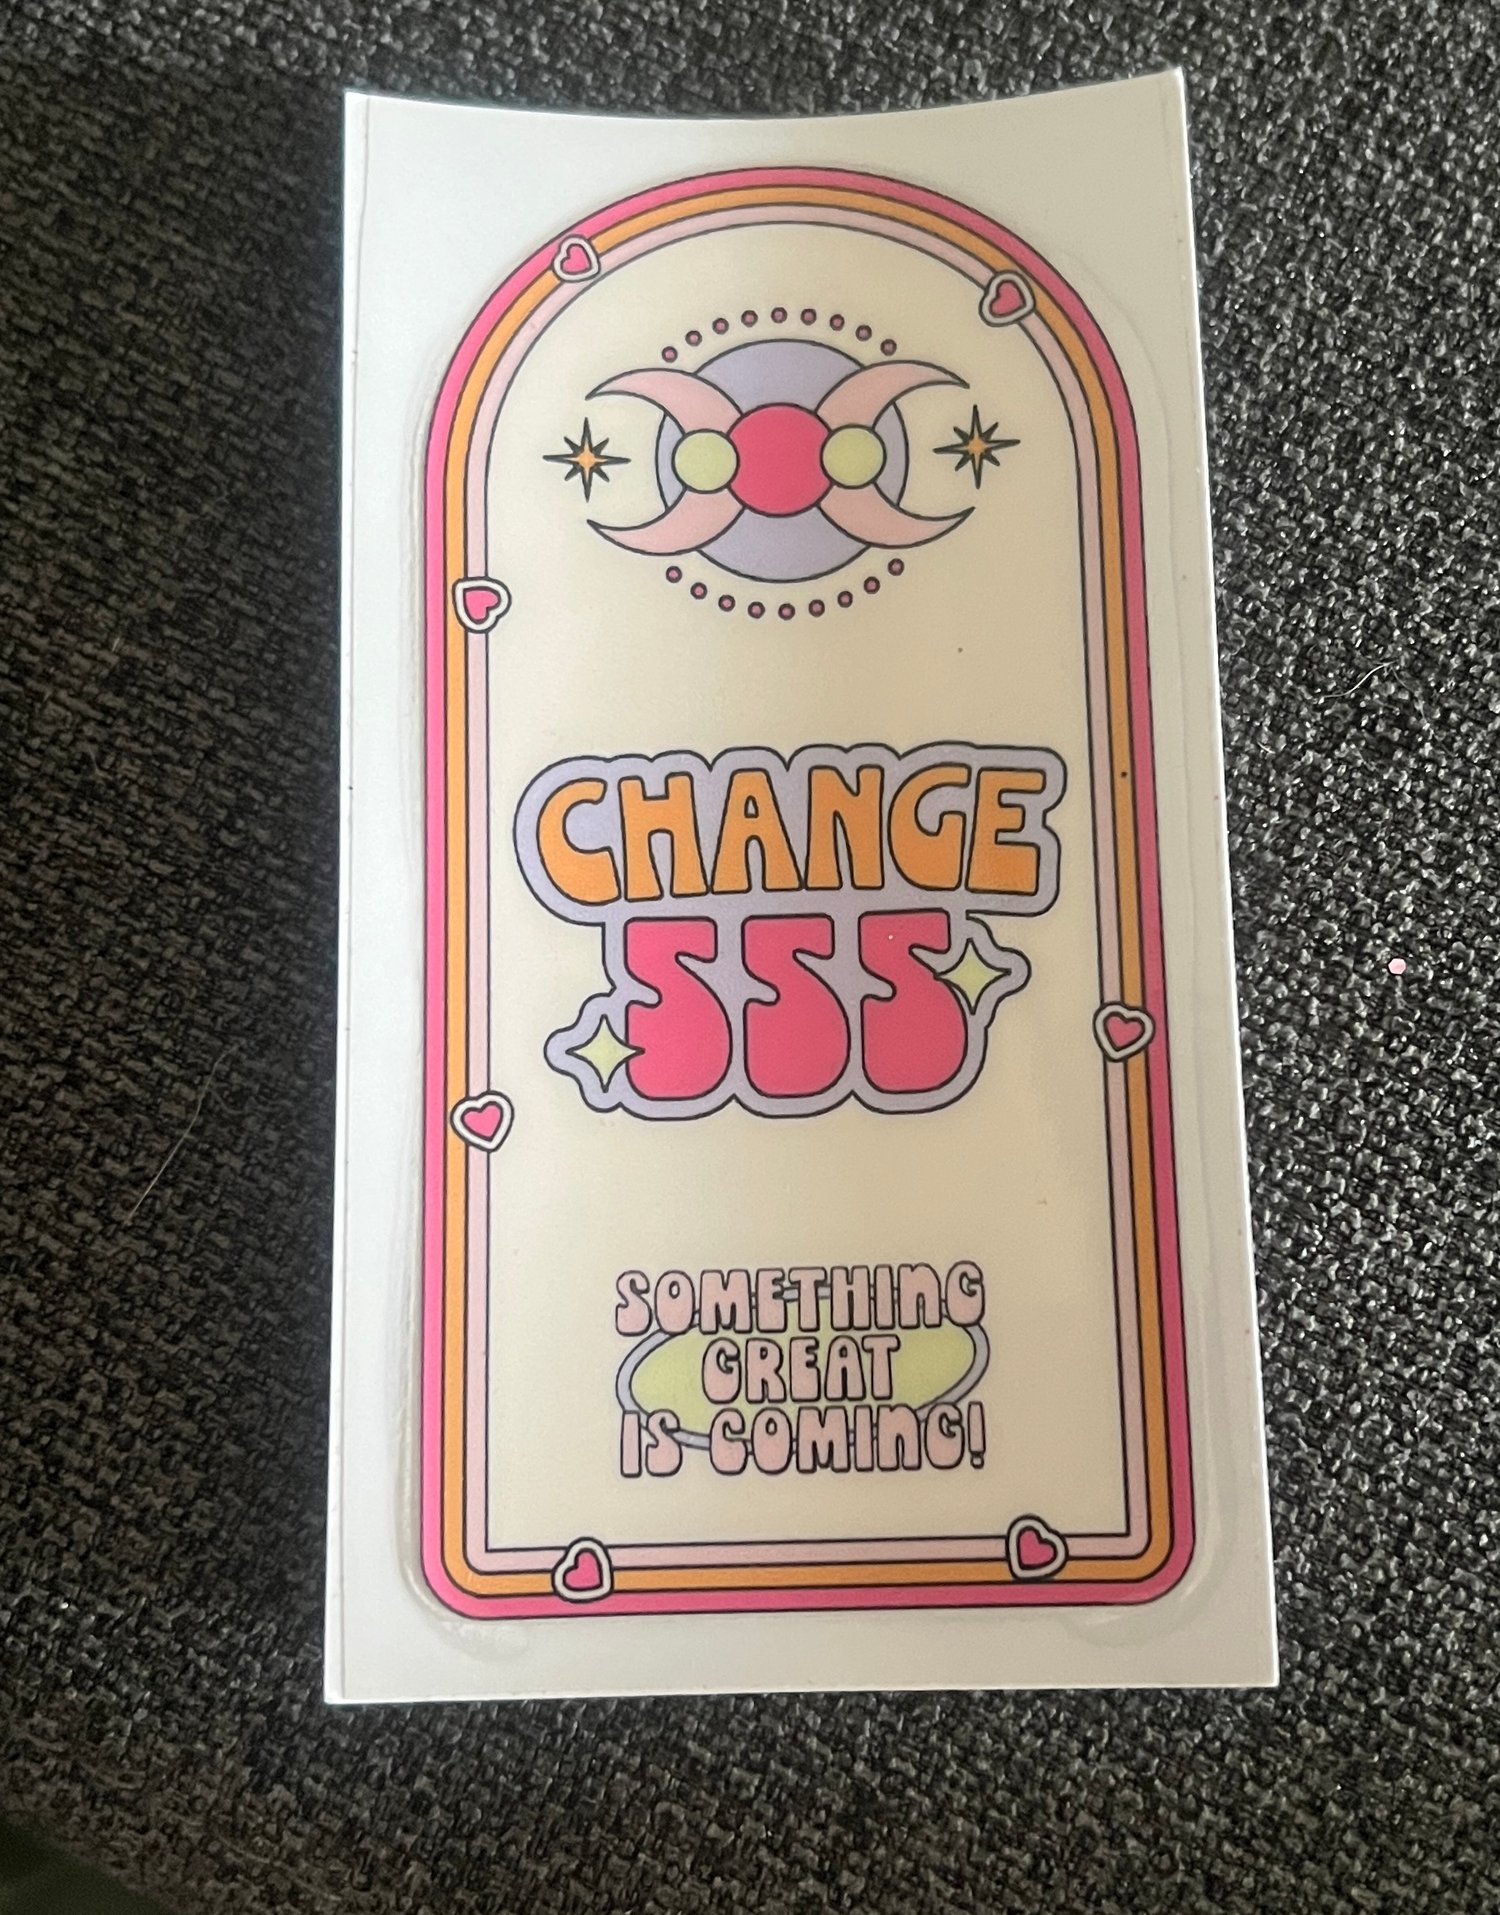 CHANGE
555
SOMETHING
GREAT
IS COMING!